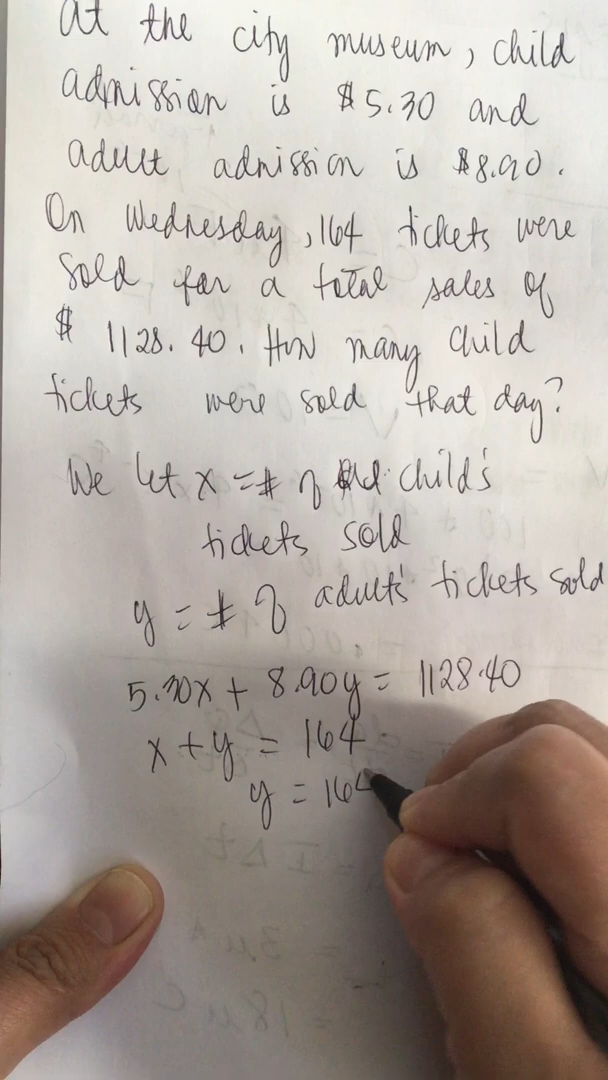 at the city museum, child
admission is $5.30 and
adult admission is $8.90.
On Wednesday, 164 tickets were
sold for a total sales of
$ 1128.40. How many child
tickets were sold that day?
We let x = # of child's
tickets sold
y = # of adults' tickets sold
5.30x + 8.90y = 1128.40
x + y = 164
y = 164